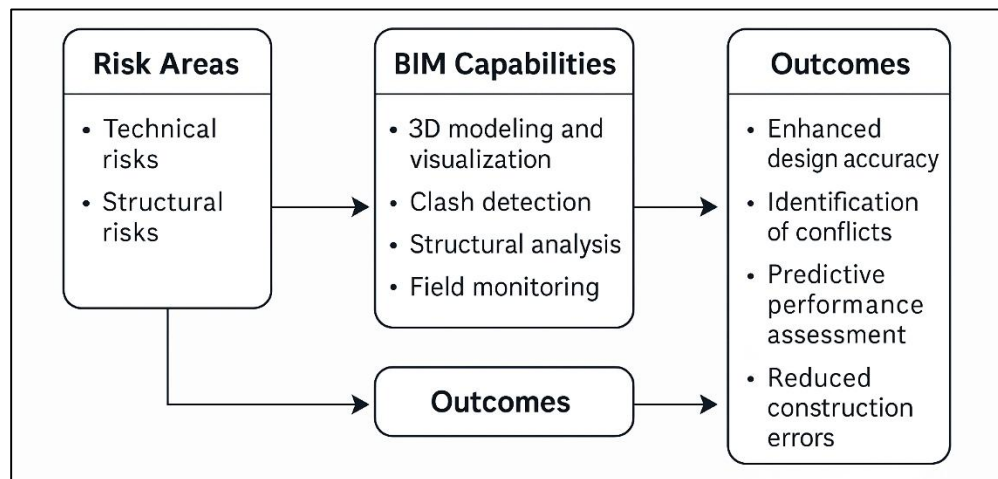 Risk Areas
• Technical
risks
• Structural
risks
BIM Capabilities
• 3D modeling and
visualization
• Clash detection
• Structural analysis
• Field monitoring
Outcomes
Outcomes
• Enhanced
design accuracy
• Identification
of conflicts
• Predictive
performance
assessment
• Reduced
construction
errors